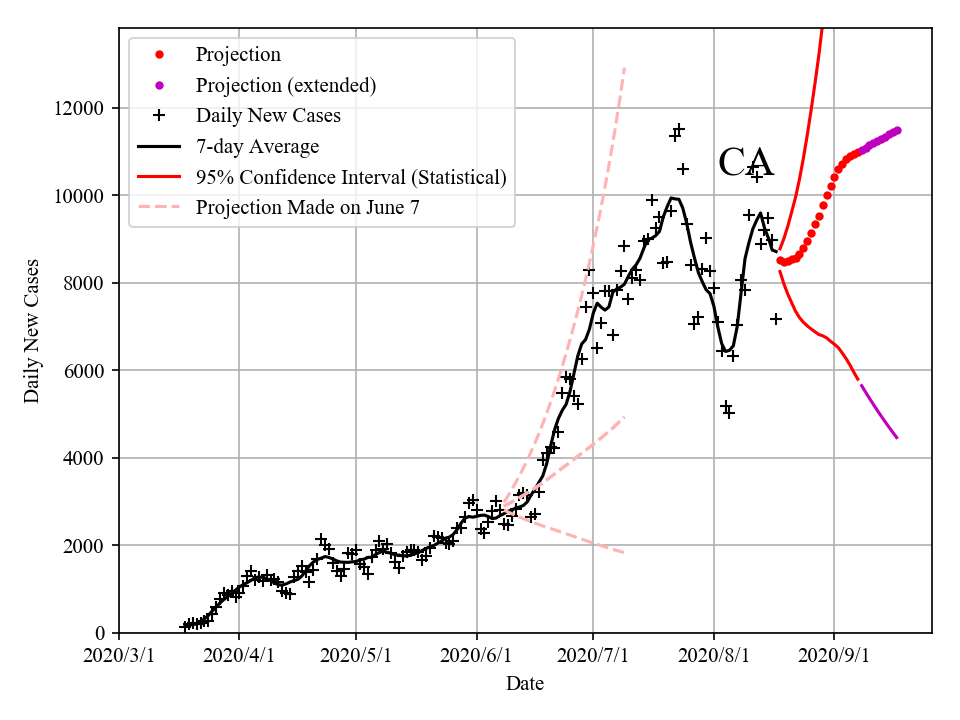 Projection
Projection (extended)
Daily New Cases
7-day Average
95% Confidence Interval (Statistical)
Projection Made on June 7
CA
12000
10000
8000
6000
4000
2000
0
Daily New Cases
2020/3/1 2020/4/1 2020/5/1 2020/6/1 2020/7/1 2020/8/1 2020/9/1
Date